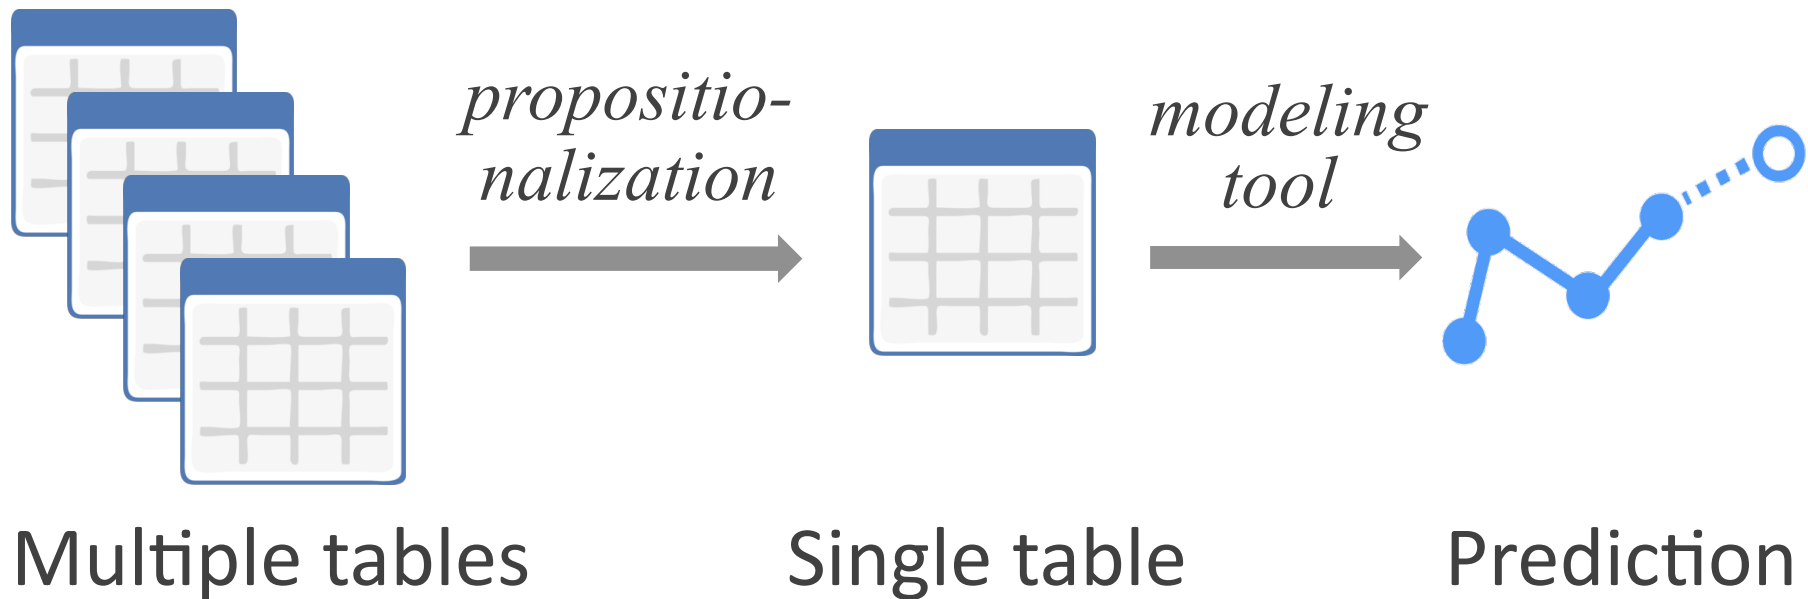 propositio-
nalization
modeling
tool
Multiple tables
Single table
Prediction